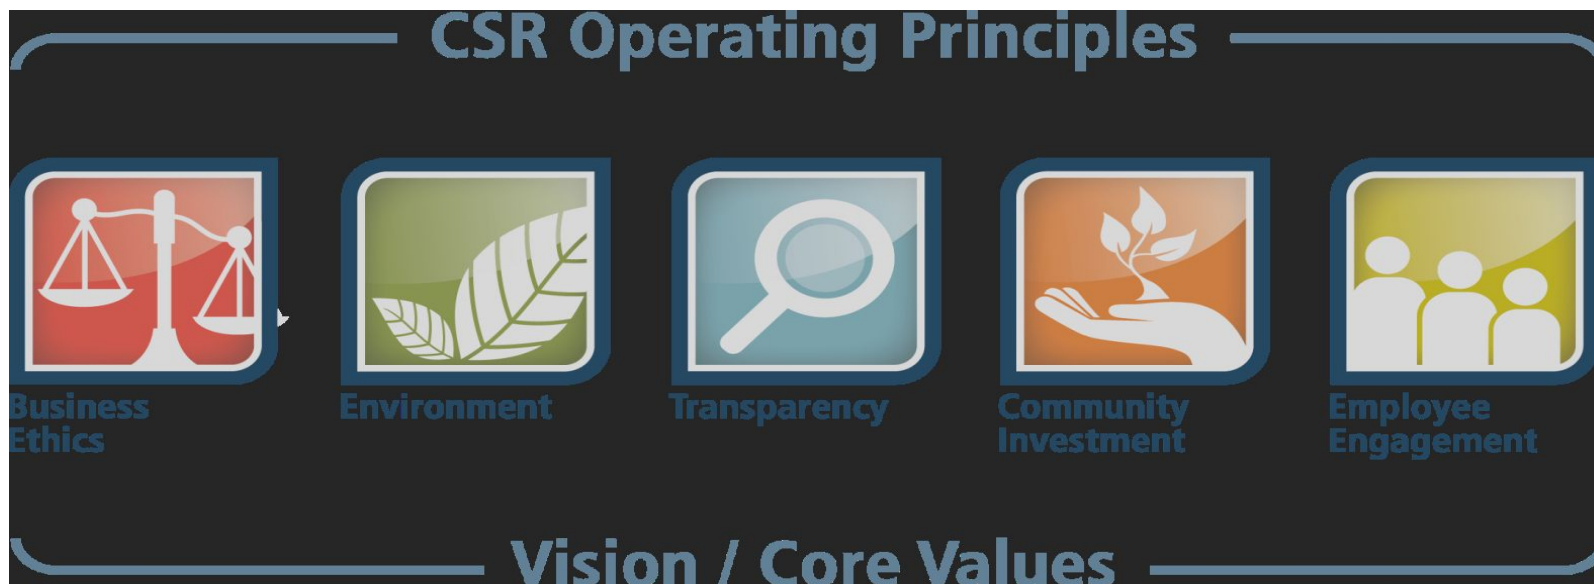 CSR Operating Principles
Business
Ethics
Environment
Transparency
Community
Investment
Employee
Engagement
Vision / Core Values